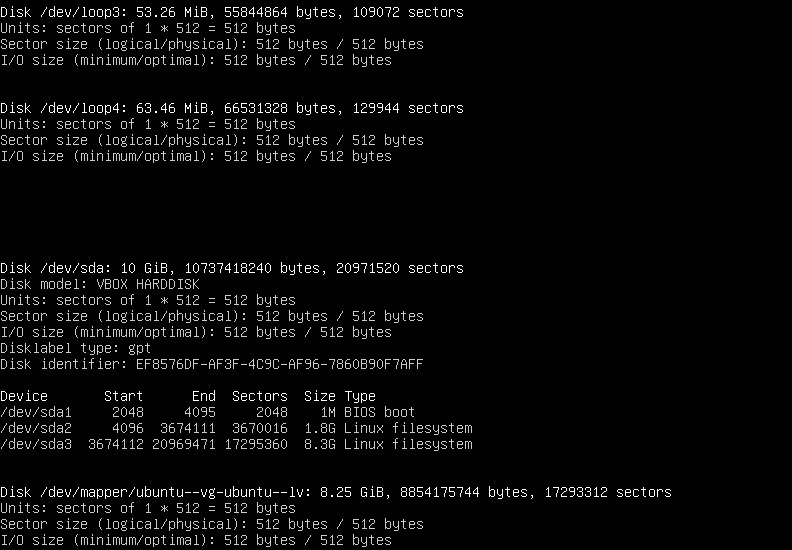 Disk /dev/loop3: 53.26 MiB, 55844864 bytes, 109072 sectors
Units: sectors of 1 * 512 = 512 bytes
Sector size (logical/physical): 512 bytes / 512 bytes
I/O size (minimum/optimal): 512 bytes / 512 bytes
Disk /dev/loop4: 63.46 MiB, 66531328 bytes, 129944 sectors
Units: sectors of 1 * 512 = 512 bytes
Sector size (logical/physical): 512 bytes / 512 bytes
I/O size (minimum/optimal): 512 bytes / 512 bytes
Disk /dev/sda: 10 GiB, 10737418240 bytes, 20971520 sectors
Disk model: VBOX HARDDISK
Units: sectors of 1 * 512 = 512 bytes
Sector size (logical/physical): 512 bytes / 512 bytes
I/O size (minimum/optimal): 512 bytes / 512 bytes
Disklabel type: gpt
Disk identifier: EF8576DF-AF3F-4C9C-AF96-7860B90F7AFF
Device       Start      End  Sectors  Size Type
/dev/sda1     2048     4095     2048    1M BIOS boot
/dev/sda2     4096  3674111  3670016  1.8G Linux filesystem
/dev/sda3  3674112 20969471 17295360  8.3G Linux filesystem
Disk /dev/mapper/ubuntu--vg-ubuntu--lv: 8.25 GiB, 8854175744 bytes, 17293312 sectors
Units: sectors of 1 * 512 = 512 bytes
Sector size (logical/physical): 512 bytes / 512 bytes
I/O size (minimum/optimal): 512 bytes / 512 bytes